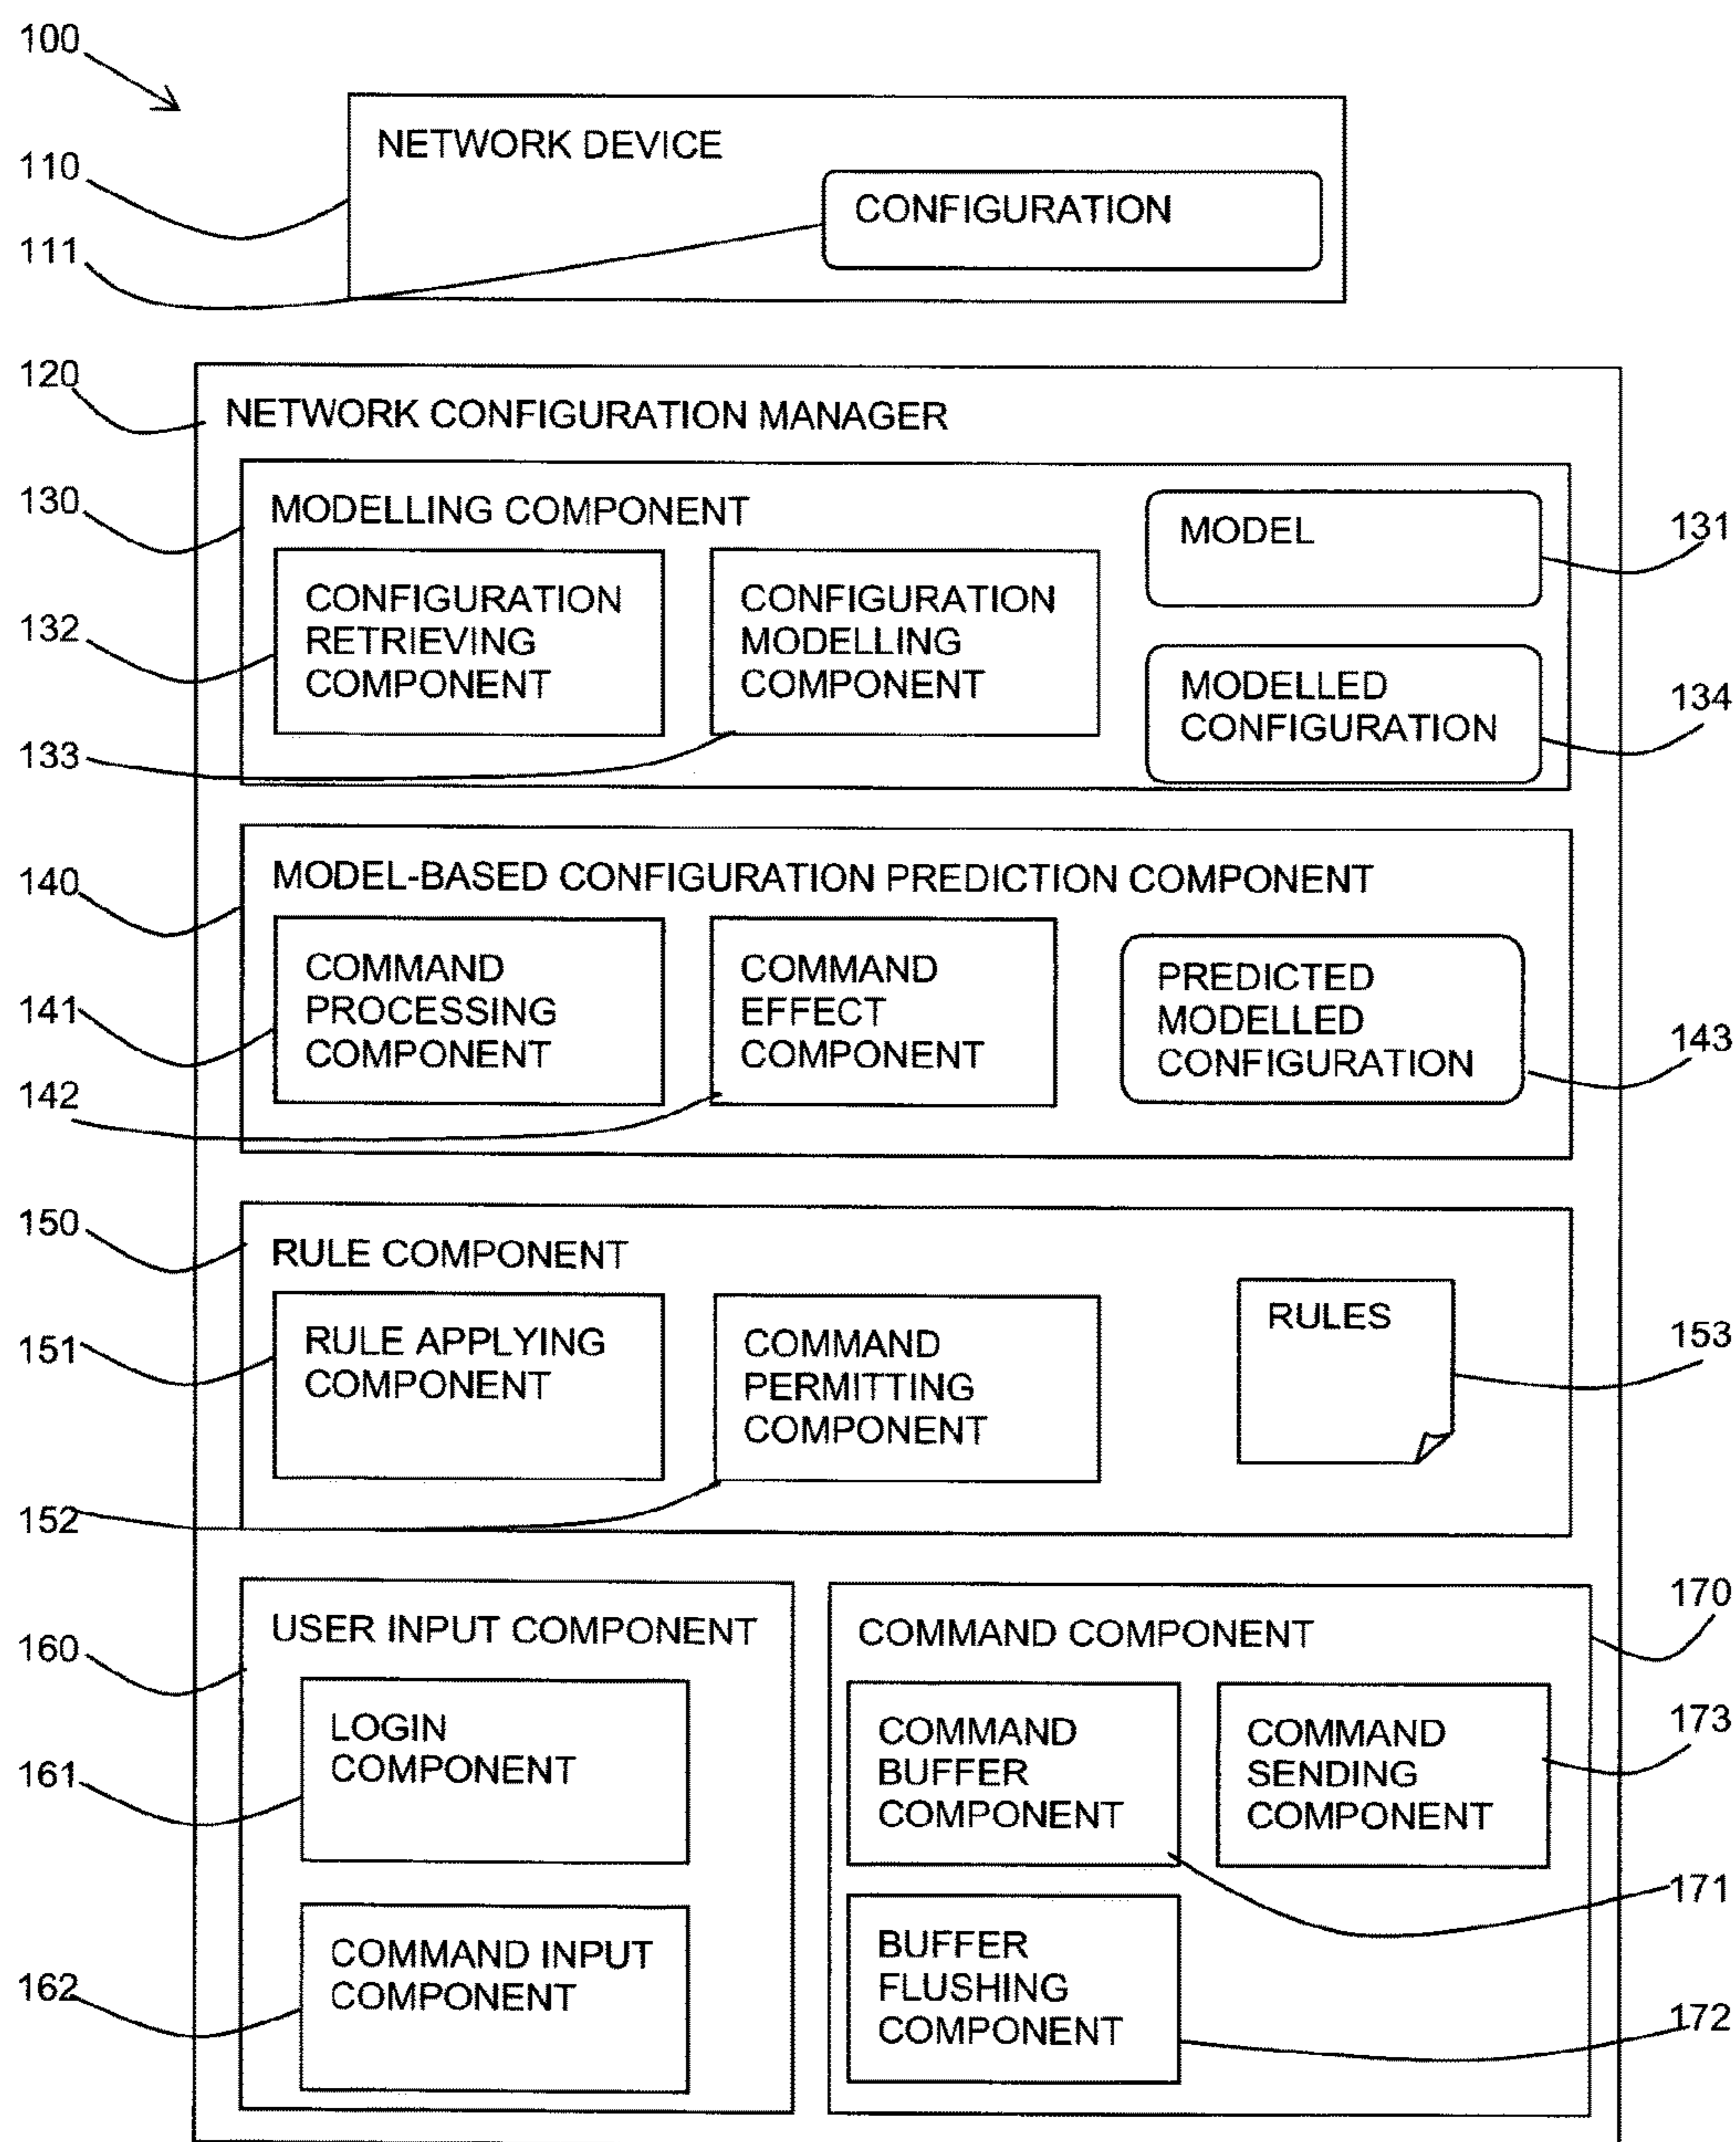 100
NETWORK DEVICE
110
CONFIGURATION
111
120
NETWORK CONFIGURATION MANAGER
130
MODELLING COMPONENT
MODEL
131
CONFIGURATION
RETRIEVING
COMPONENT
132
CONFIGURATION
MODELLING
COMPONENT
133
MODELLED
CONFIGURATION
134
140
MODEL-BASED CONFIGURATION PREDICTION COMPONENT
COMMAND
PROCESSING
COMPONENT
141
COMMAND
EFFECT
COMPONENT
142
PREDICTED
MODELLED
CONFIGURATION
143
150
RULE COMPONENT
RULE APPLYING
COMPONENT
151
COMMAND
PERMITTING
COMPONENT
152
RULES
153
160
USER INPUT COMPONENT
LOGIN
COMPONENT
161
COMMAND INPUT
COMPONENT
162
COMMAND COMPONENT
170
COMMAND
BUFFER
COMPONENT
171
COMMAND
SENDING
COMPONENT
173
BUFFER
FLUSHING
COMPONENT
172